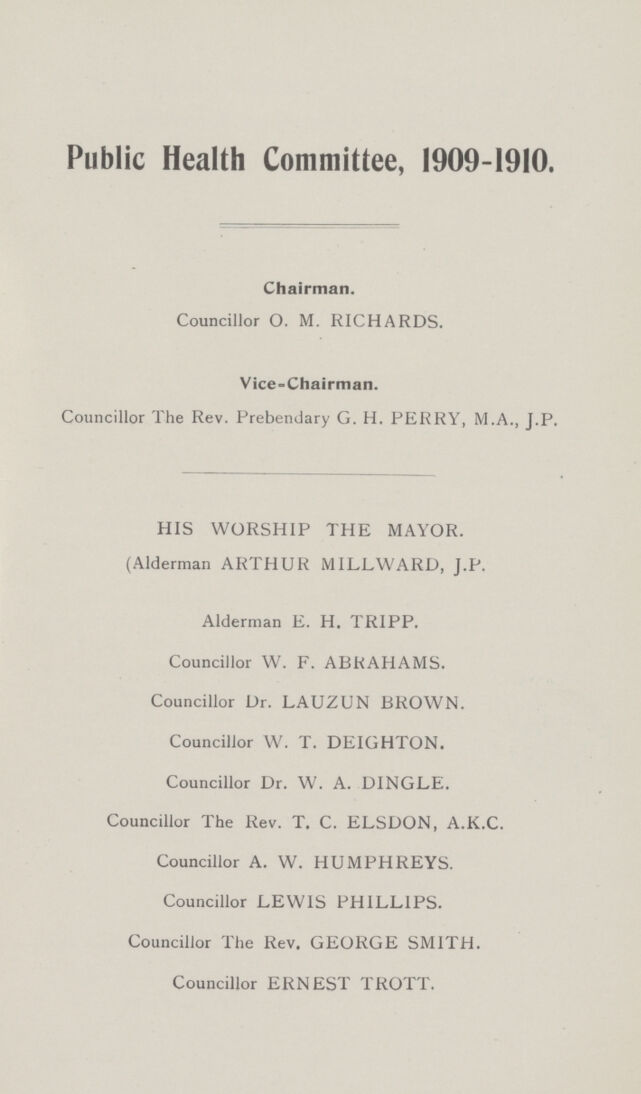 Public Health Committee, 1909-1910.
Chairman.
Councillor O. M. RICHARDS.
Vice-Chairman.
Councillor The Rev. Prebendary G. H. PERRY, M.A., J.P.
HIS WORSHIP THE MAYOR.
(Alderman ARTHUR MILLWARD, J.P.
Alderman E. H. TRIPP.
Councillor W. F. ABRAHAMS.
Councillor Dr. LAUZUN BROWN.
Councillor W. T. DEIGHTON.
Councillor Dr. W. A. DINGLE.
Councillor The Rev. T. C. ELSDON, A.K.C.
Councillor A. W. HUMPHREYS.
Councillor LEWIS PHILLIPS.
Councillor The Rev. GEORGE SMITH.
Councillor ERNEST TROTT.